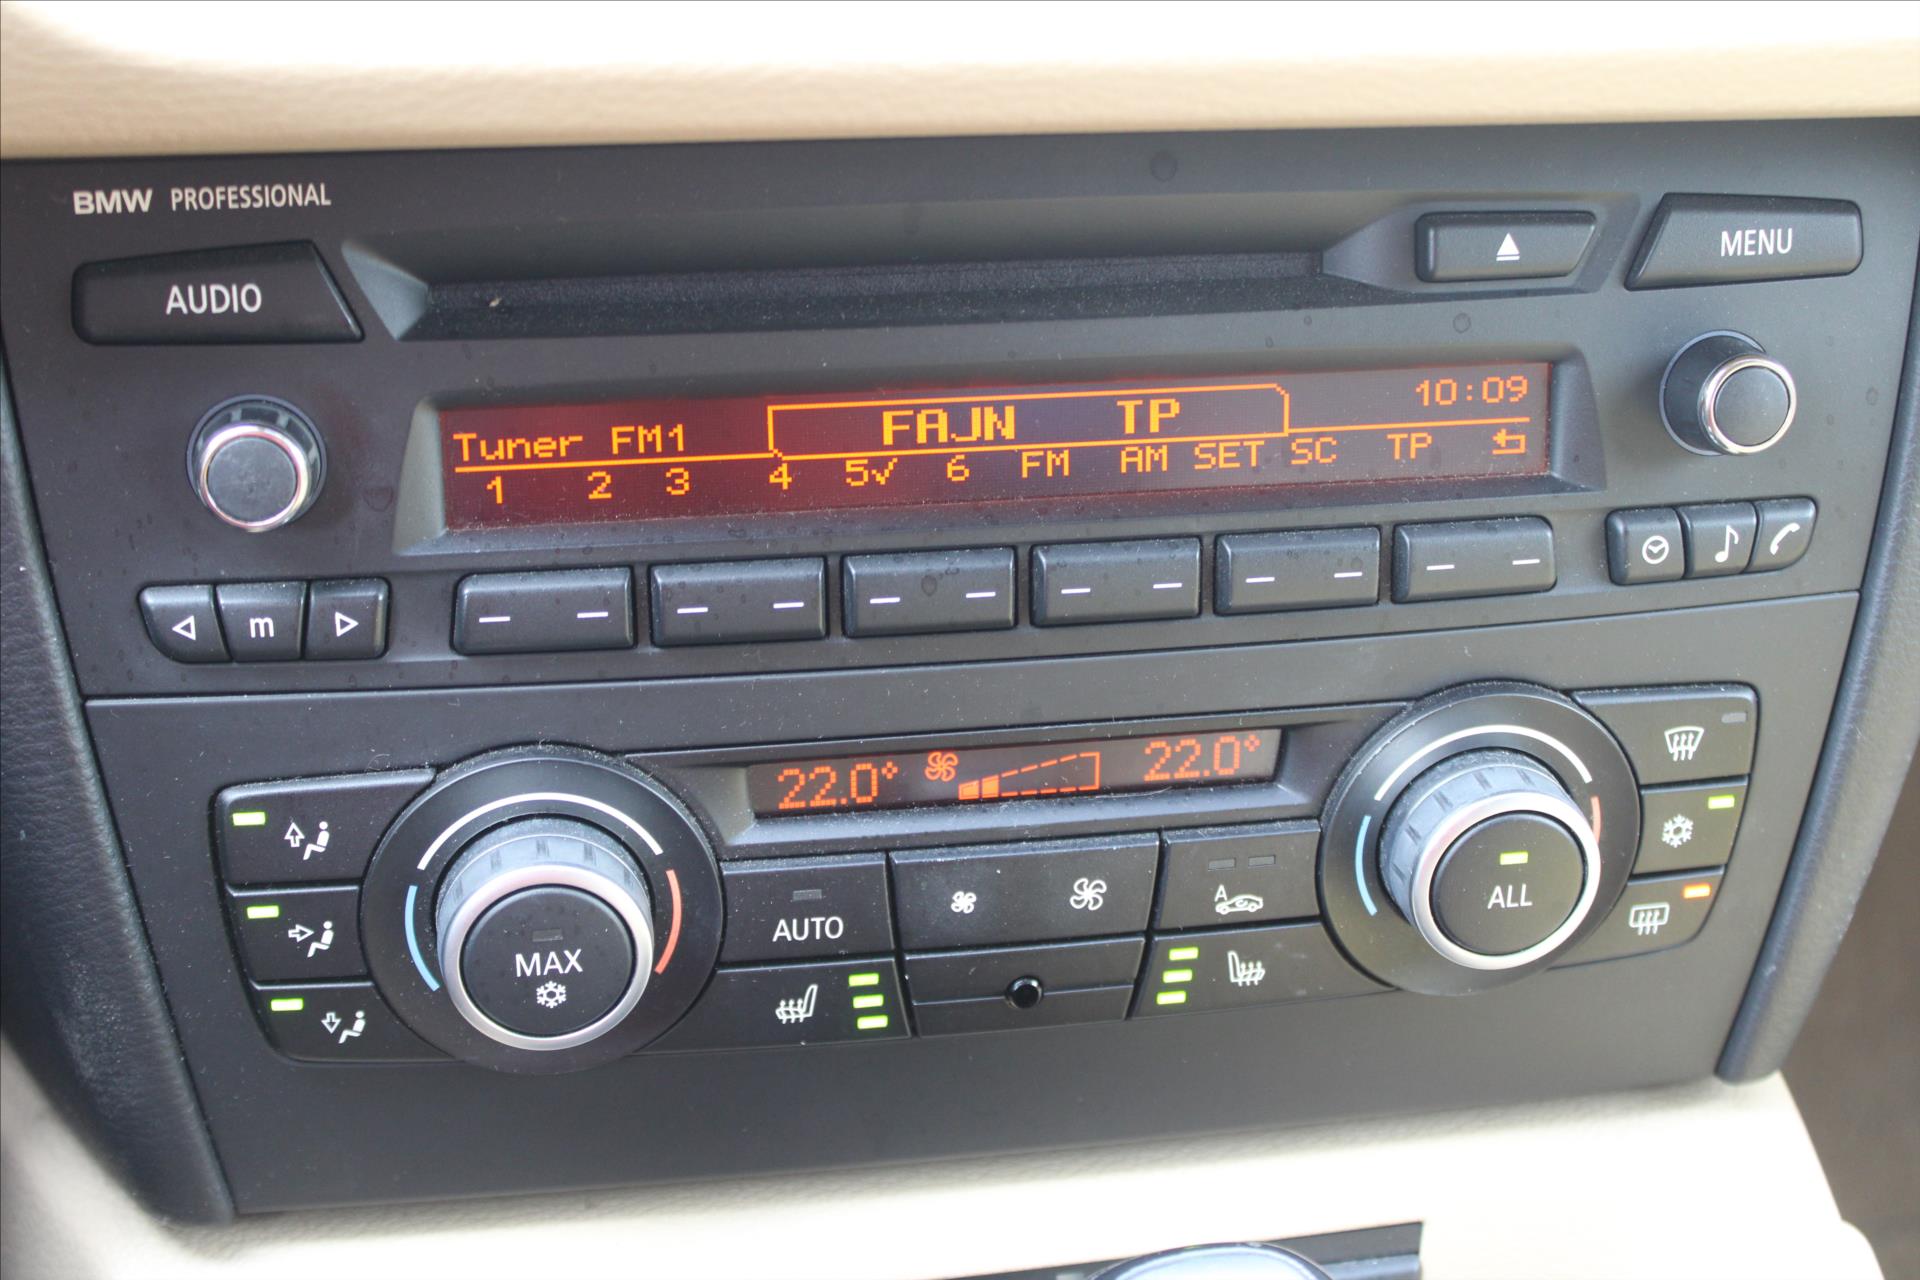 BMW PROFESSIONAL
AUDIO
MENU
Tuner FM1 FAJN TP 10:09
1 2 3 4 5✓ 6 FM AM SET SC TP
m
22.0° 22.0°
MAX
AUTO
A
ALL